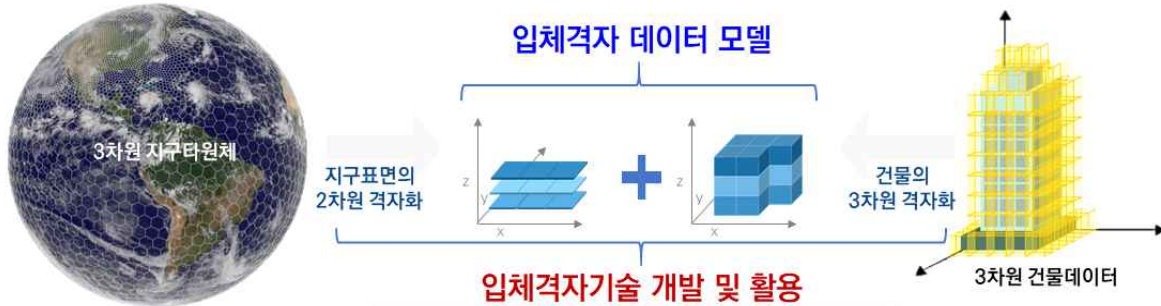 입체격자 데이터 모델
3차원 지구타원체
지구표면의
2차원 격자화
z
y
x
z
y
x
건물의
3차원 격자화
3차원 건물데이터
입체격자기술 개발 및 활용